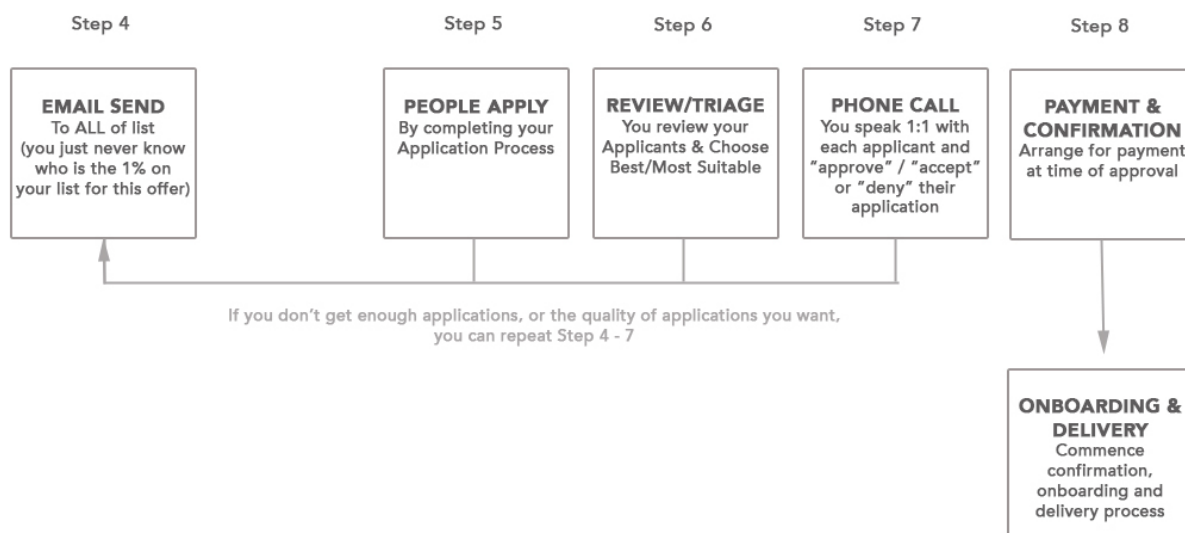 Step 4
Step 5
Step 6
Step 7
Step 8
EMAIL SEND
To ALL of list
(you just never know
who is the 1% on
your list for this offer)
PEOPLE APPLY
By completing your
Application Process
REVIEW/TRIAGE
You review your
Applicants & Choose
Best/Most Suitable
PHONE CALL
You speak 1:1 with
each applicant and
“approve” / “accept”
or “deny” their
application
PAYMENT &
CONFIRMATION
Arrange for payment
at time of approval
If you don’t get enough applications, or the quality of applications you want,
you can repeat Step 4 - 7
ONBOARDING &
DELIVERY
Commence
confirmation,
onboarding and
delivery process